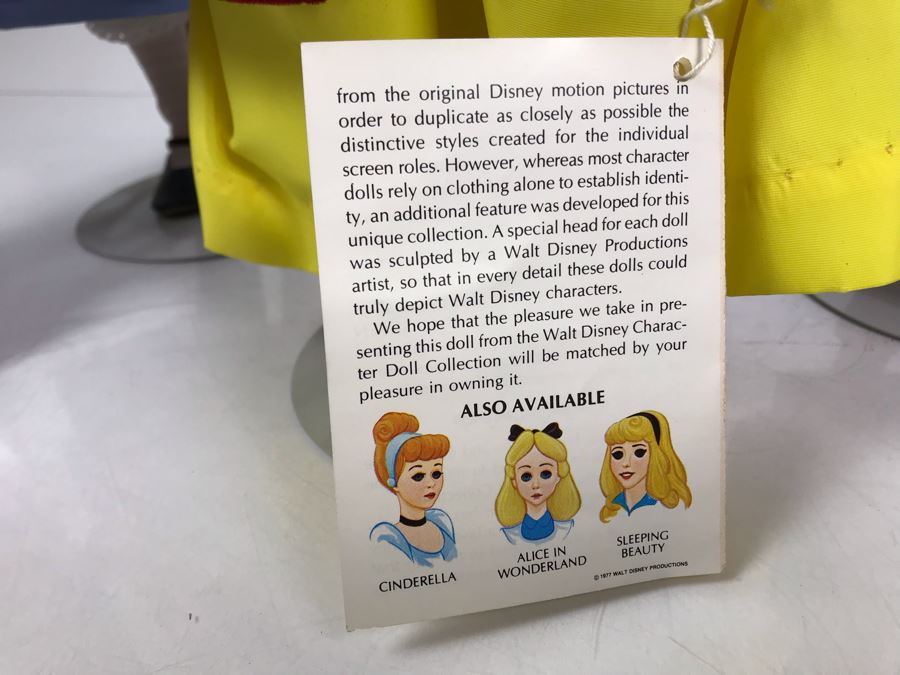 from the original Disney motion pictures in
order to duplicate as closely as possible the
distinctive styles created for the individual
screen roles. However, whereas most character
dolls rely on clothing alone to establish identi-
ty, an additional feature was developed for this
unique collection. A special head for each doll
was sculpted by a Walt Disney Productions
artist, so that in every detail these dolls could
truly depict Walt Disney characters.
We hope that the pleasure we take in pre-
senting this doll from the Walt Disney Charac-
ter Doll Collection will be matched by your
pleasure in owning it.
ALSO AVAILABLE
CINDERELLA
ALICE IN
WONDERLAND
SLEEPING
BEAUTY
© 1977 WALT DISNEY PRODUCTIONS